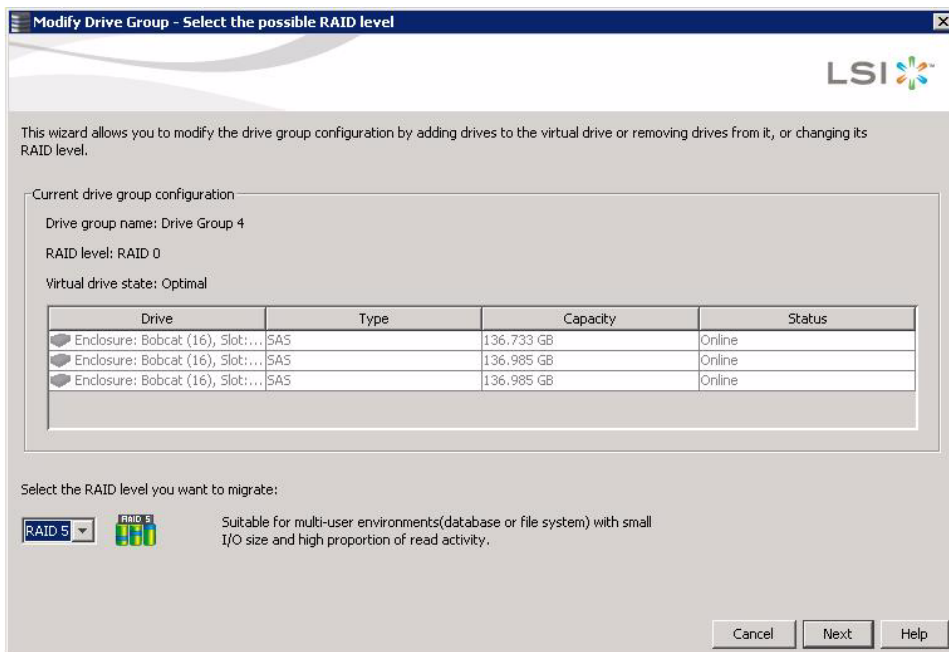 Modify Drive Group - Select the possible RAID level
LSI
This wizard allows you to modify the drive group configuration by adding drives to the virtual drive or removing drives from it, or changing its
RAID level.
Current drive group configuration
Drive group name: Drive Group 4
RAID level: RAID 0
Virtual drive state: Optimal
Drive Type Capacity Status
Enclosure: Bobcat (16), Slot:... SAS 136.733 GB Online
Enclosure: Bobcat (16), Slot:... SAS 136.985 GB Online
Enclosure: Bobcat (16), Slot:... SAS 136.985 GB Online
Select the RAID level you want to migrate:
RAID 5
RAID 5
Suitable for multi-user environments(database or file system) with small
I/O size and high proportion of read activity.
Cancel Next Help